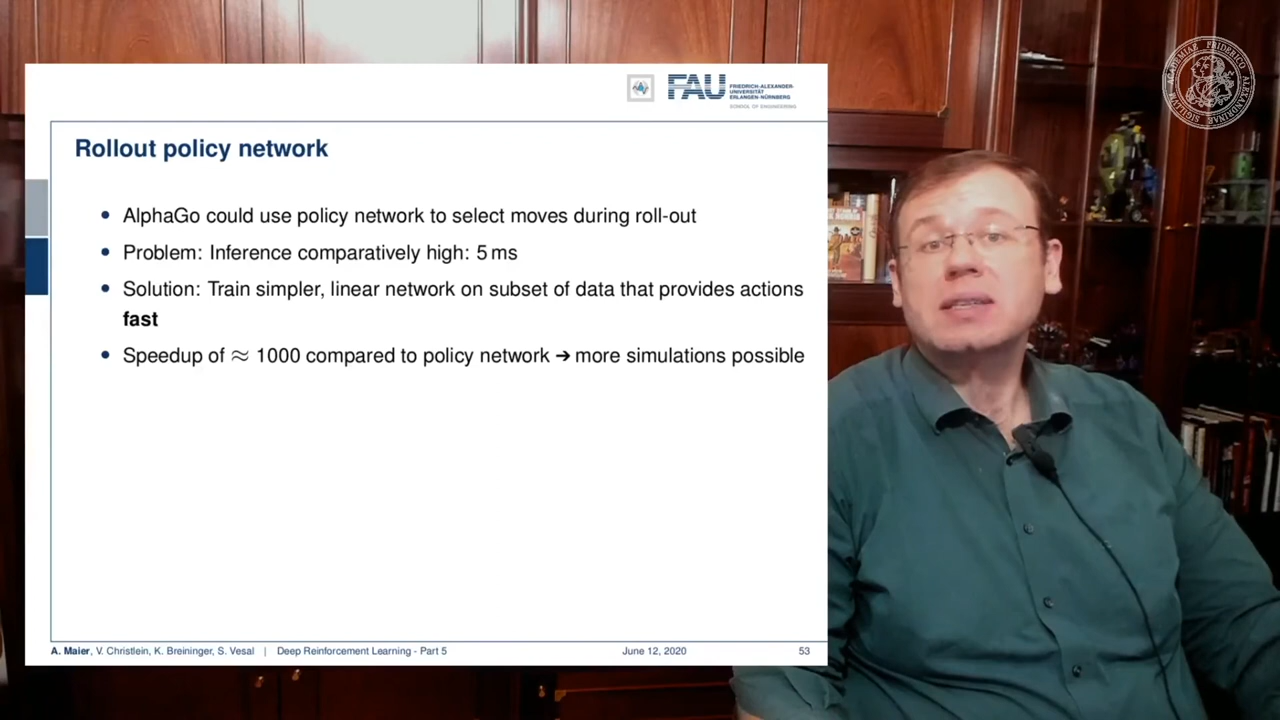 FAU
FRIEDRICH-ALEXANDER-
UNIVERSITÄT
ERLANGEN-NÜRNBERG
SCHOOL OF ENGINEERING
Rollout policy network
• AlphaGo could use policy network to select moves during roll-out
• Problem: Inference comparatively high: 5 ms
• Solution: Train simpler, linear network on subset of data that provides actions
fast
• Speedup of ≈ 1000 compared to policy network ➔ more simulations possible
A. Maier, V. Christlein, K. Breininger, S. Vesal | Deep Reinforcement Learning - Part 5 June 12, 2020 53